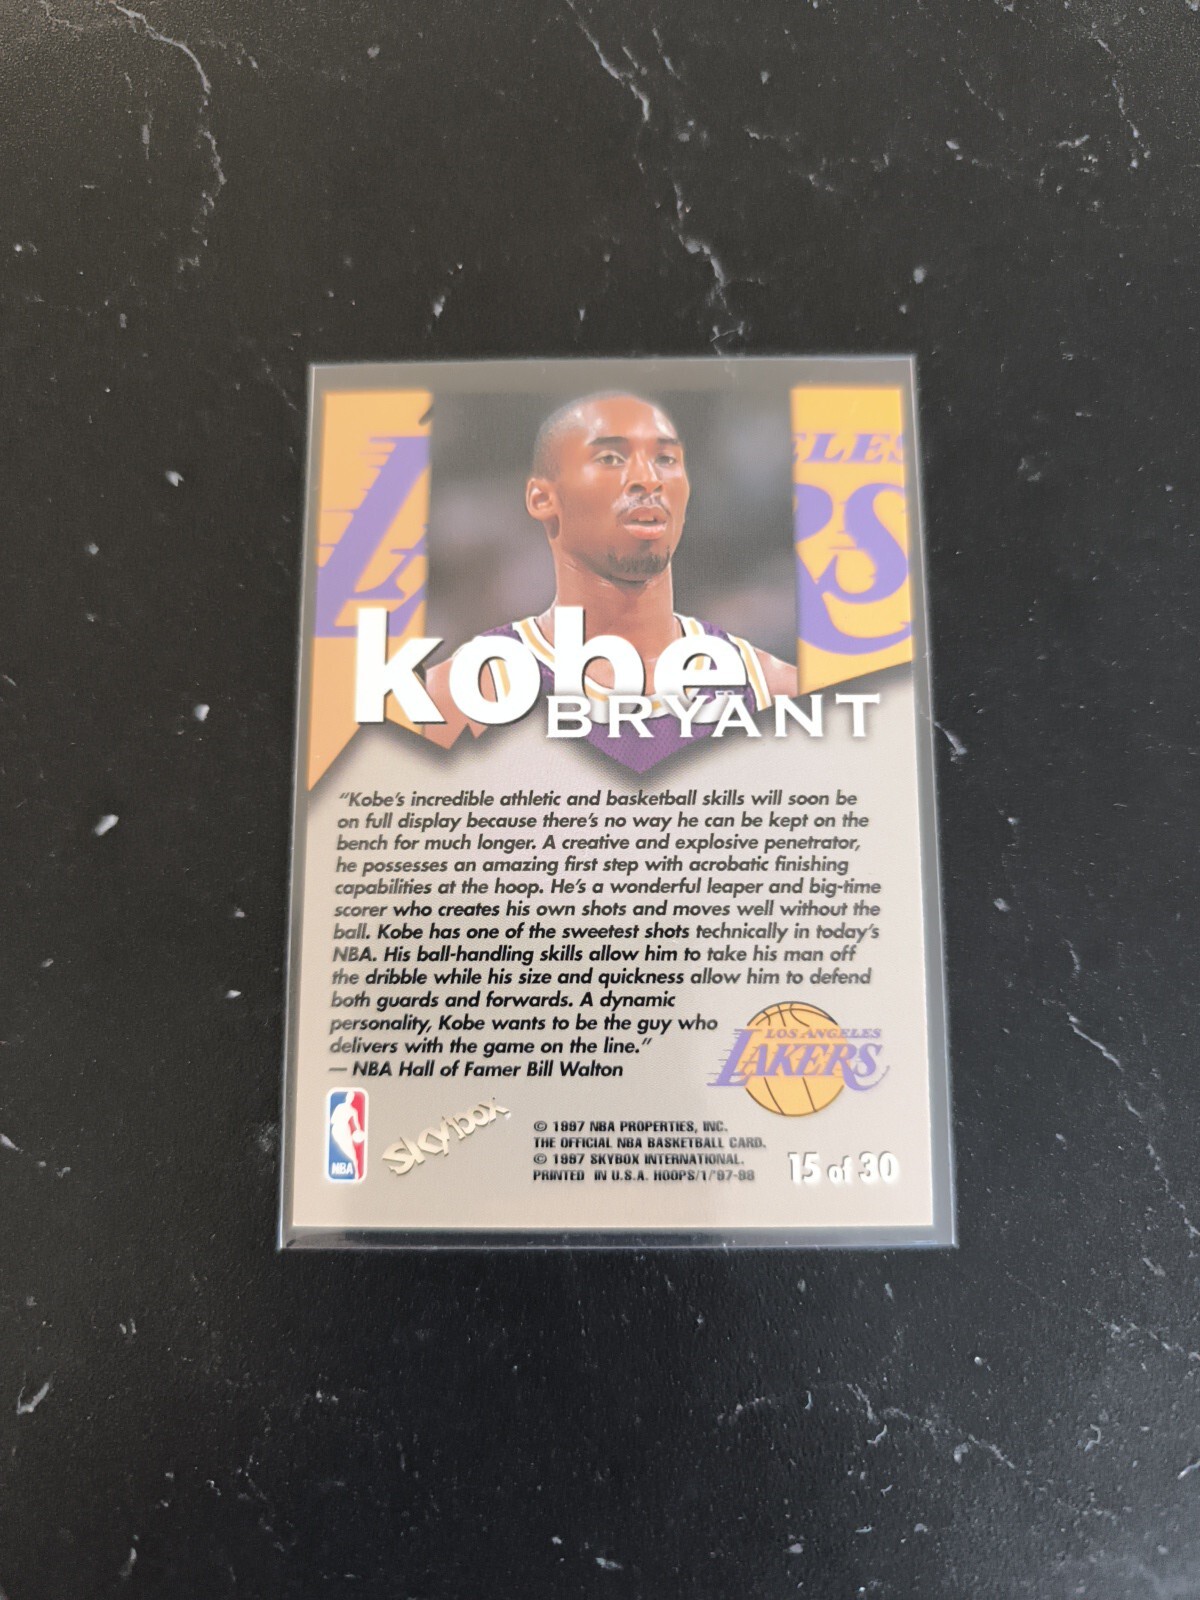 ELES
RS
kobe
BRYANT
"Kobe's incredible athletic and basketball skills will soon be
on full display because there's no way he can be kept on the
bench for much longer. A creative and explosive penetrator,
he possesses an amazing first step with acrobatic finishing
capabilities at the hoop. He's a wonderful leaper and big-time
scorer who creates his own shots and moves well without the
ball. Kobe has one of the sweetest shots technically in today's
NBA. His ball-handling skills allow him to take his man off
the dribble while his size and quickness allow him to defend
both guards and forwards. A dynamic
personality, Kobe wants to be the guy who
delivers with the game on the line."
— NBA Hall of Famer Bill Walton
LOS ANGELES
LAKERS
NBA
skybox
© 1997 NBA PROPERTIES, INC.
THE OFFICIAL NBA BASKETBALL CARD.
© 1997 SKYBOX INTERNATIONAL.
PRINTED IN U.S.A. HOOPS/1/'97-98
15 of 30